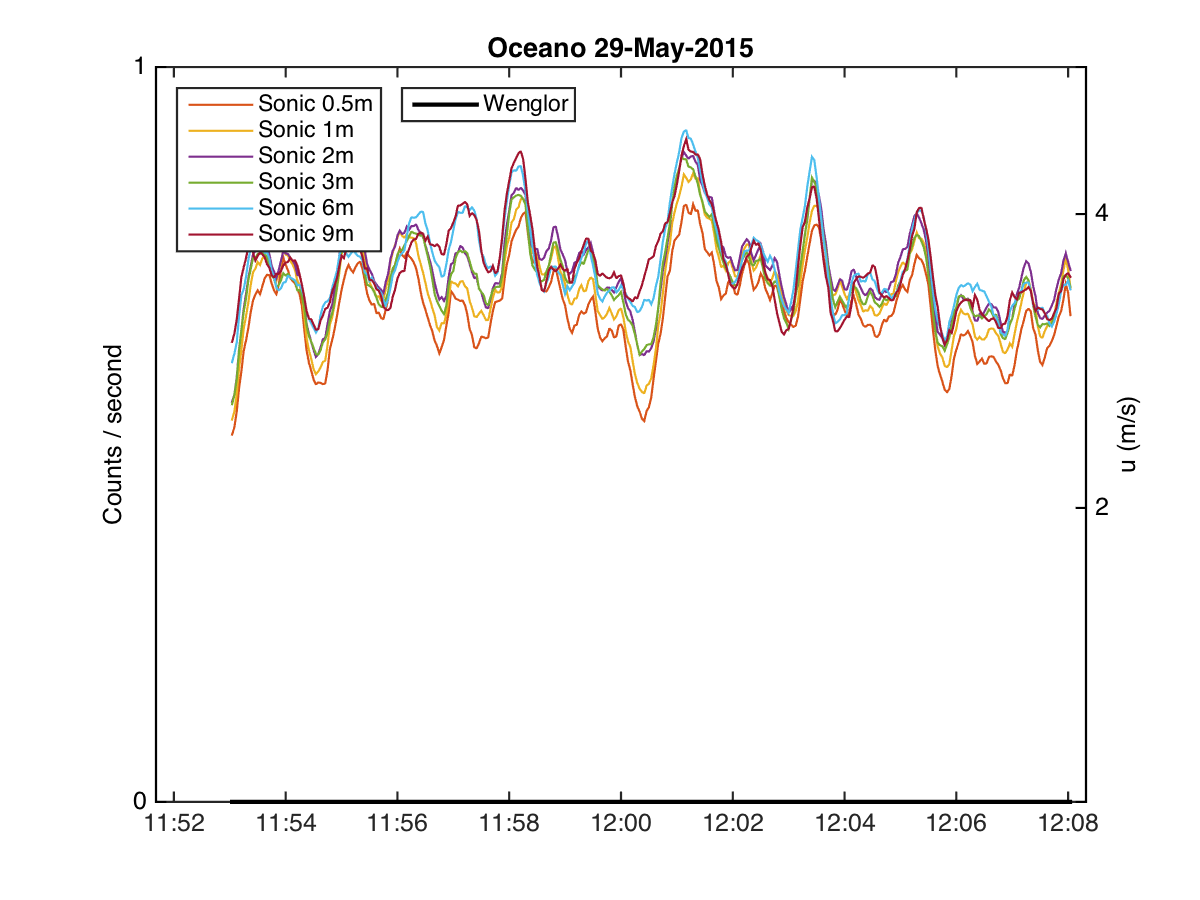 Oceano 29-May-2015
1
Sonic 0.5m
Sonic 1m
Sonic 2m
Sonic 3m
Sonic 6m
Sonic 9m
Wenglor
4
Counts / second
u (m/s)
2
0
11:52 11:54 11:56 11:58 12:00 12:02 12:04 12:06 12:08